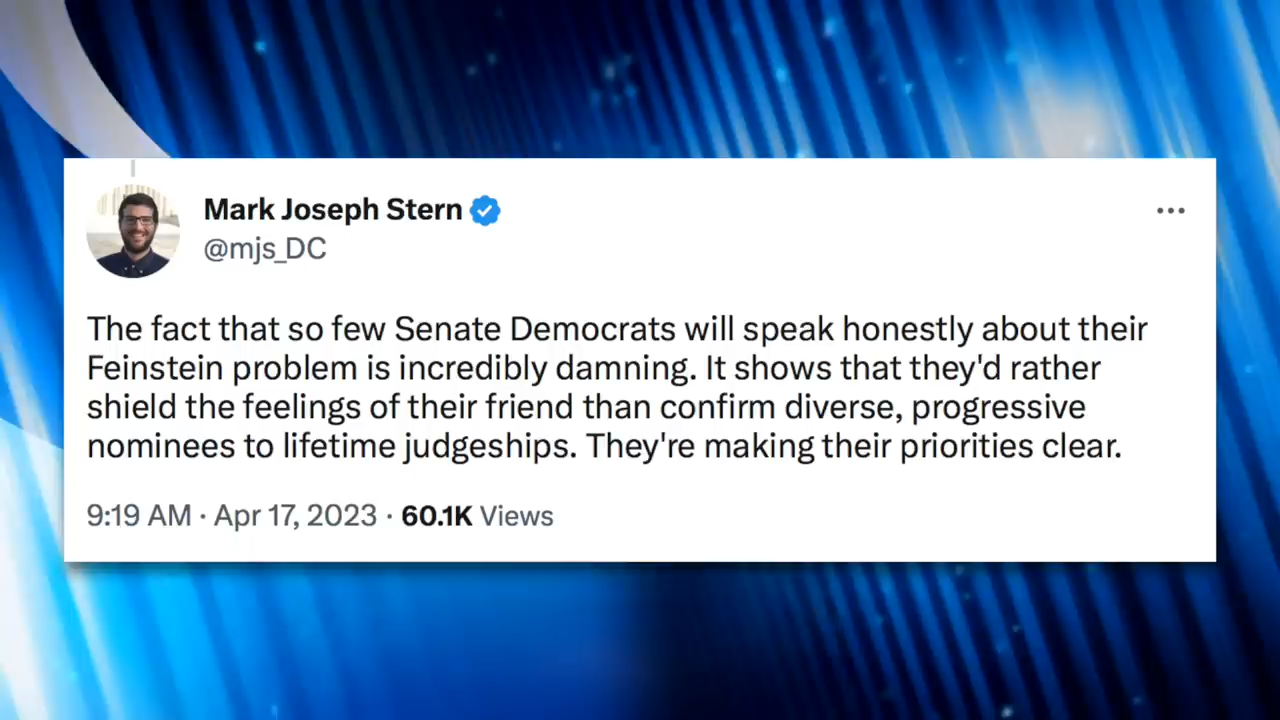 Mark Joseph Stern
@mjs_DC
The fact that so few Senate Democrats will speak honestly about their
Feinstein problem is incredibly damning. It shows that they'd rather
shield the feelings of their friend than confirm diverse, progressive
nominees to lifetime judgeships. They're making their priorities clear.
9:19 AM · Apr 17, 2023 · 60.1K Views